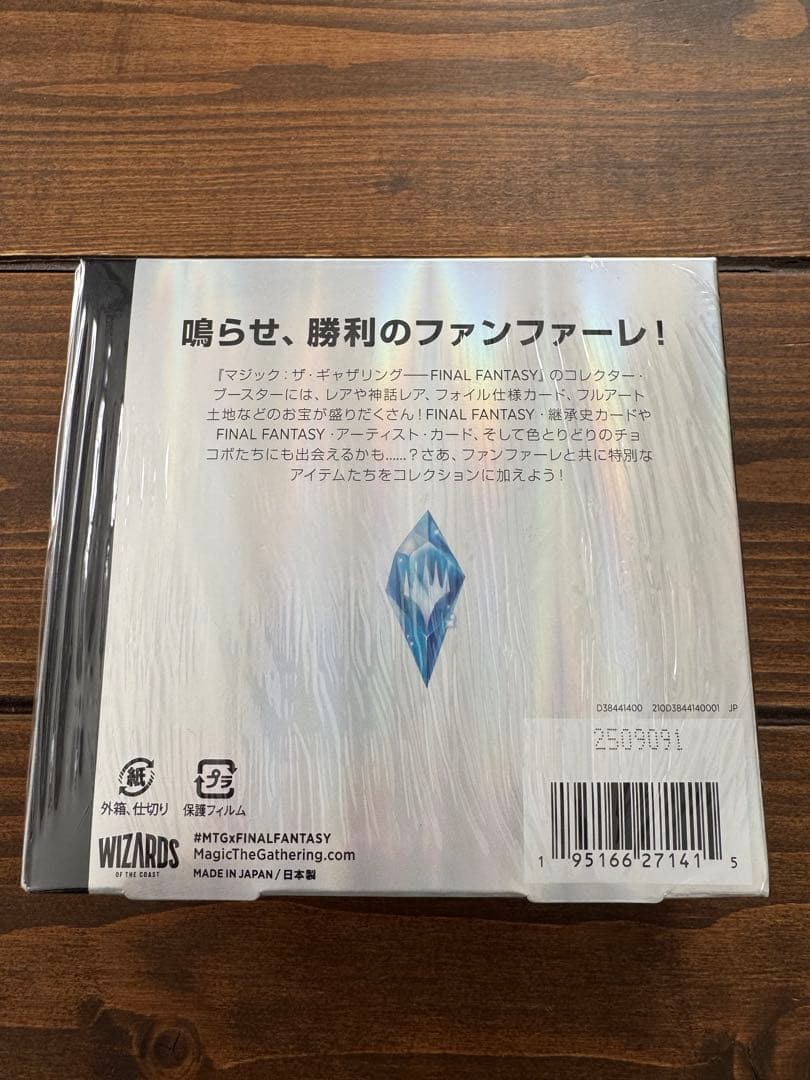 鳴らせ、勝利のファンファーレ！
『マジック：ザ・ギャザリング——FINAL FANTASY』のコレクター・
ブースターには、レアや神話レア、フォイル仕様カード、フルアート
土地などのお宝が盛りだくさん！FINAL FANTASY・継承史カードや
FINAL FANTASY・アーティスト・カード、そして色とりどりのチョ
コボたちにも出会えるかも……？さあ、ファンファーレと共に特別な
アイテムたちをコレクションに加えよう！
D38441400 210D3844140001 JP
2509091
紙
外箱、仕切り
プラ
保護フィルム
WIZARDS
OF THE COAST
#MTGxFINALFANTASY
MagicTheGathering.com
MADE IN JAPAN / 日本製
1 95166 27141 5